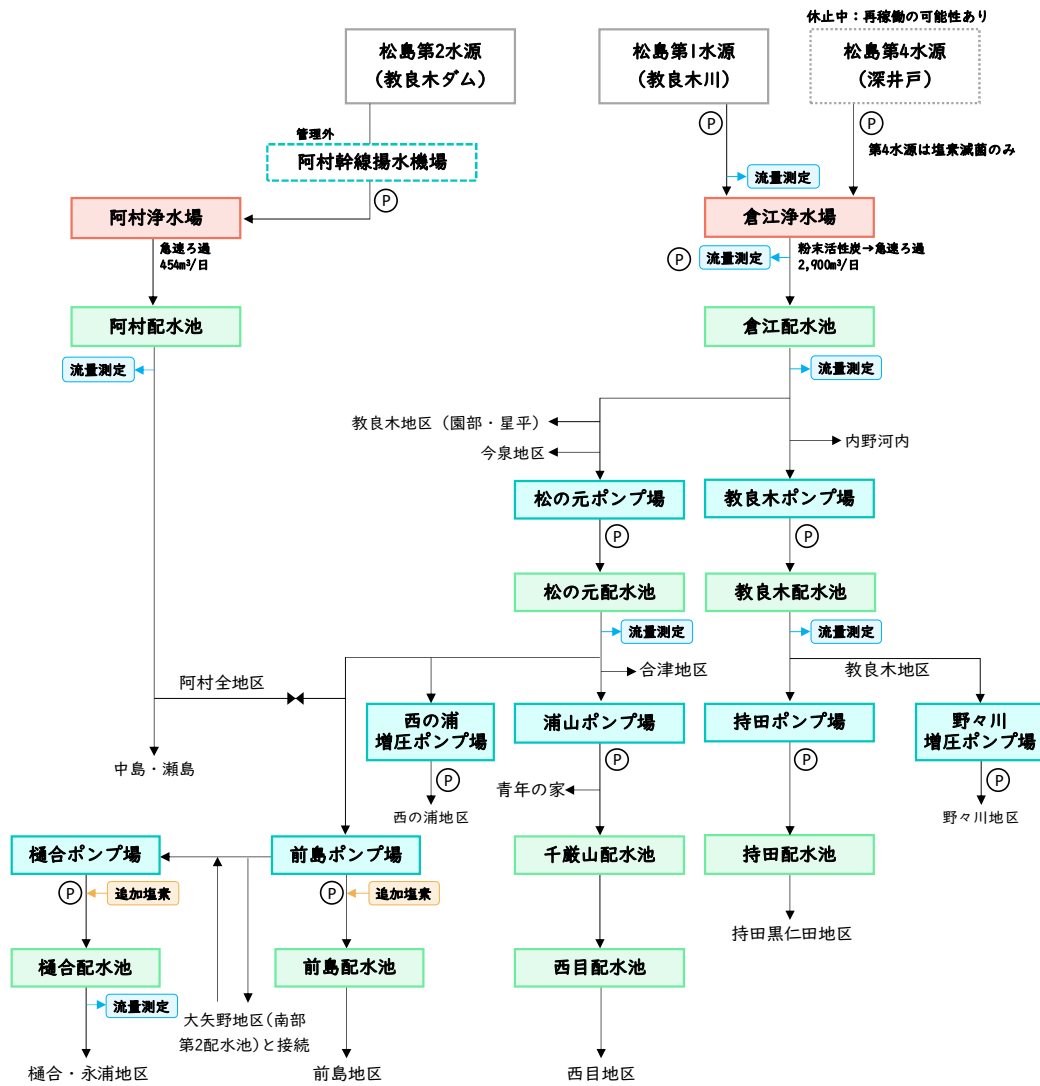 休止中：再稼働の可能性あり
松島第2水源
（教良木ダム）
松島第1水源
（教良木川）
松島第4水源
（深井戸）
P
P
第4水源は塩素滅菌のみ
管理外
阿村幹線揚水機場
P
流量測定
阿村浄水場
倉江浄水場
急速ろ過
454m³/日
P
流量測定
粉末活性炭→急速ろ過
2,900m³/日
阿村配水池
倉江配水池
流量測定
流量測定
教良木地区（園部・星平）
今泉地区
内野河内
松の元ポンプ場
教良木ポンプ場
P
P
松の元配水池
教良木配水池
流量測定
流量測定
阿村全地区
合津地区
教良木地区
西の浦
増圧ポンプ場
浦山ポンプ場
持田ポンプ場
野々川
増圧ポンプ場
中島・瀬島
P
P
P
P
青年の家
西の浦地区
野々川地区
樋合ポンプ場
前島ポンプ場
千厳山配水池
持田配水池
P
追加塩素
P
追加塩素
持田黒仁田地区
樋合配水池
前島配水池
西目配水池
流量測定
大矢野地区(南部
第2配水池)と接続
樋合・永浦地区
前島地区
西目地区